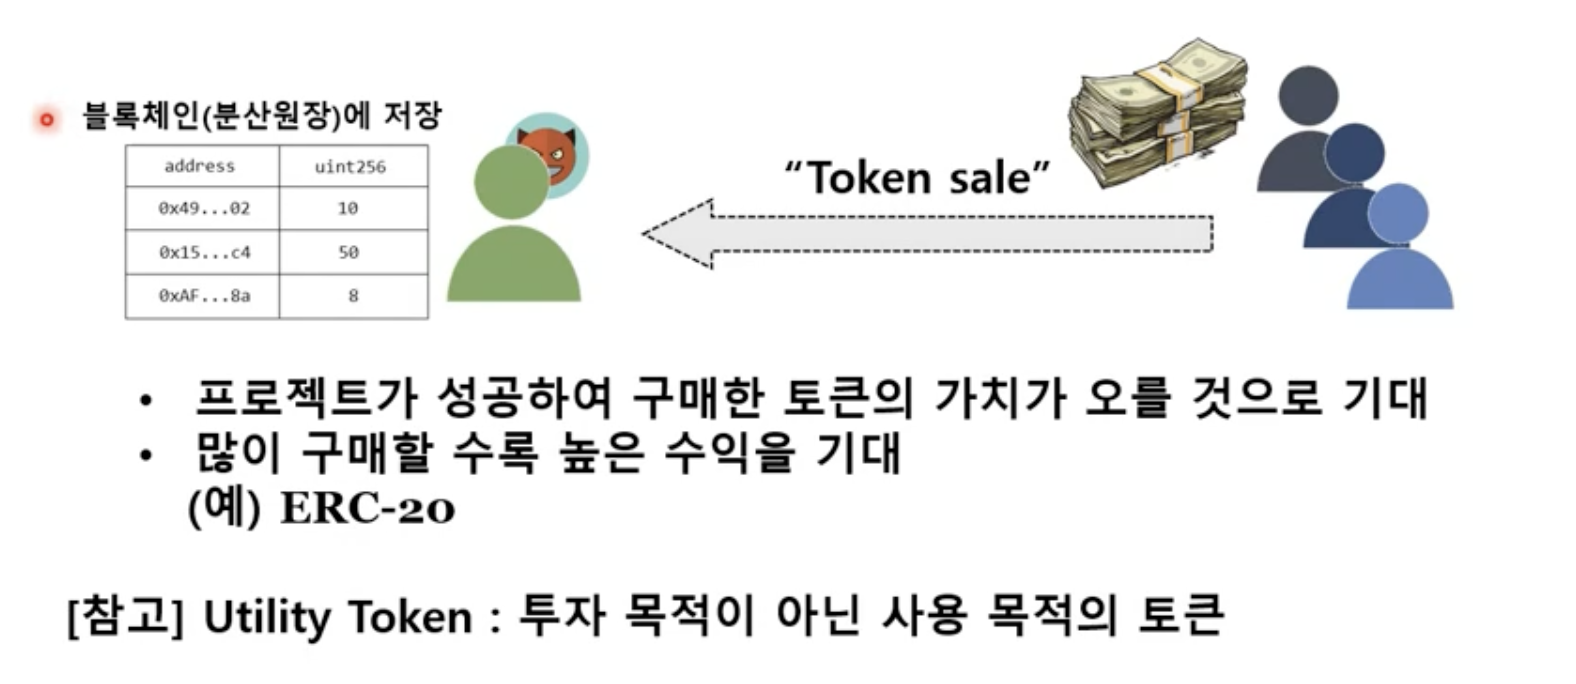 블록체인(분산원장)에 저장
address uint256
0x49...02 10
0x15...c4 50
0xAF...8a 8
“Token sale”
• 프로젝트가 성공하여 구매한 토큰의 가치가 오를 것으로 기대
• 많이 구매할 수록 높은 수익을 기대
(예) ERC-20
[참고] Utility Token : 투자 목적이 아닌 사용 목적의 토큰